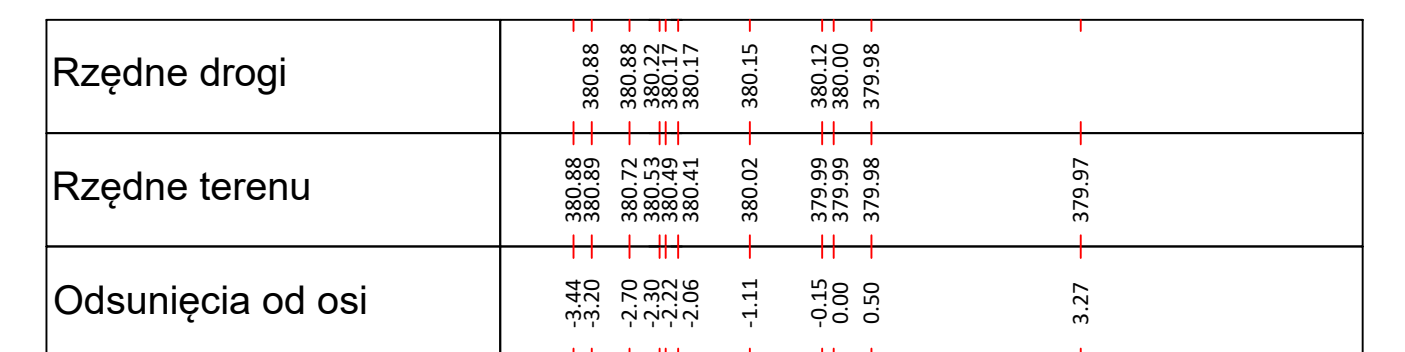 Rzędne drogi 380.88 380.88 380.22 380.17 380.17 380.15 380.12 380.00 379.98
Rzędne terenu 380.88 380.89 380.72 380.53 380.49 380.41 380.02 379.99 379.99 379.98 379.97
Odsunięcia od osi -3.44 -3.20 -2.70 -2.30 -2.22 -2.06 -1.11 -0.15 0.00 0.50 3.27